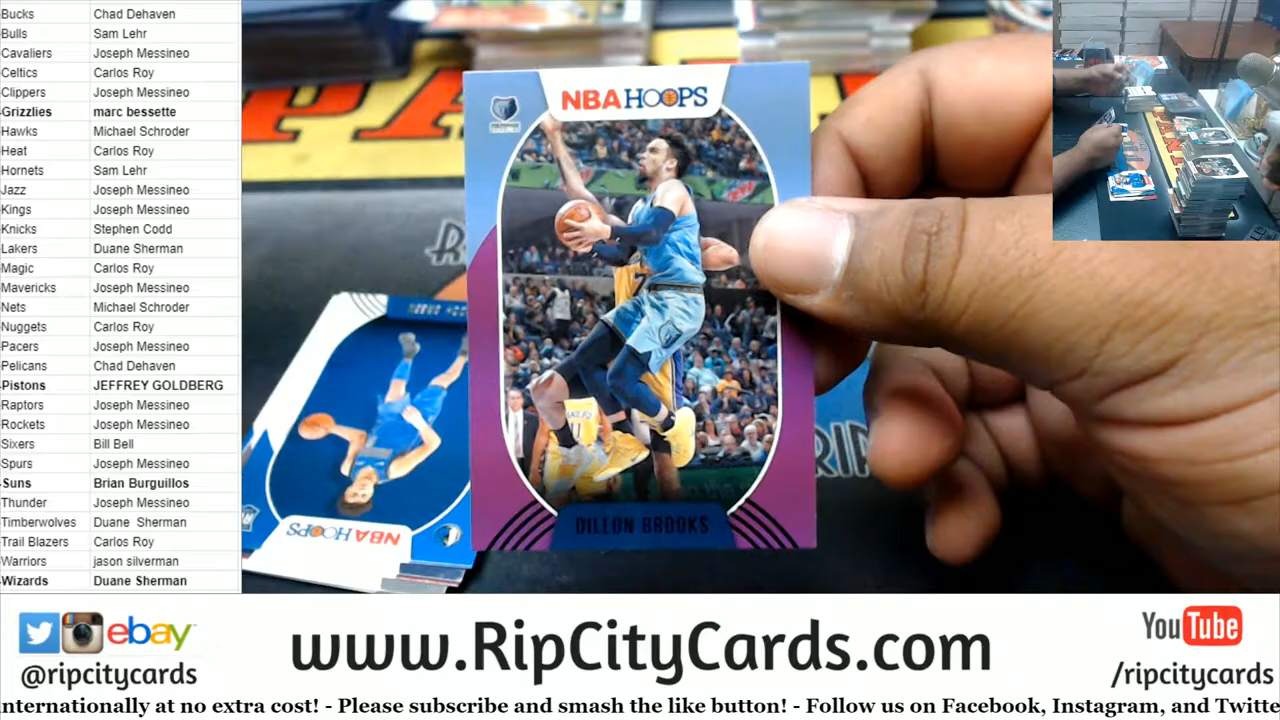 Bucks Chad Dehaven
Bulls Sam Lehr
Cavaliers Joseph Messineo
Celtics Carlos Roy
Clippers Joseph Messineo
Grizzlies marc bessette
Hawks Michael Schroder
Heat Carlos Roy
Hornets Sam Lehr
Jazz Joseph Messineo
Kings Joseph Messineo
Knicks Stephen Codd
Lakers Duane Sherman
Magic Carlos Roy
Mavericks Joseph Messineo
Nets Michael Schroder
Nuggets Carlos Roy
Pacers Joseph Messineo
Pelicans Chad Dehaven
Pistons JEFFREY GOLDBERG
Raptors Joseph Messineo
Rockets Joseph Messineo
Sixers Bill Bell
Spurs Joseph Messineo
Suns Brian Burguillos
Thunder Joseph Messineo
Timberwolves Duane Sherman
Trail Blazers Carlos Roy
Warriors jason silverman
Wizards Duane Sherman
NBA HOOPS
DILLON BROOKS
NBA HOOPS
ebay
@ripcitycards
www.RipCityCards.com
YouTube
/ripcitycards
nternationally at no extra cost! - Please subscribe and smash the like button! - Follow us on Facebook, Instagram, and Twitte